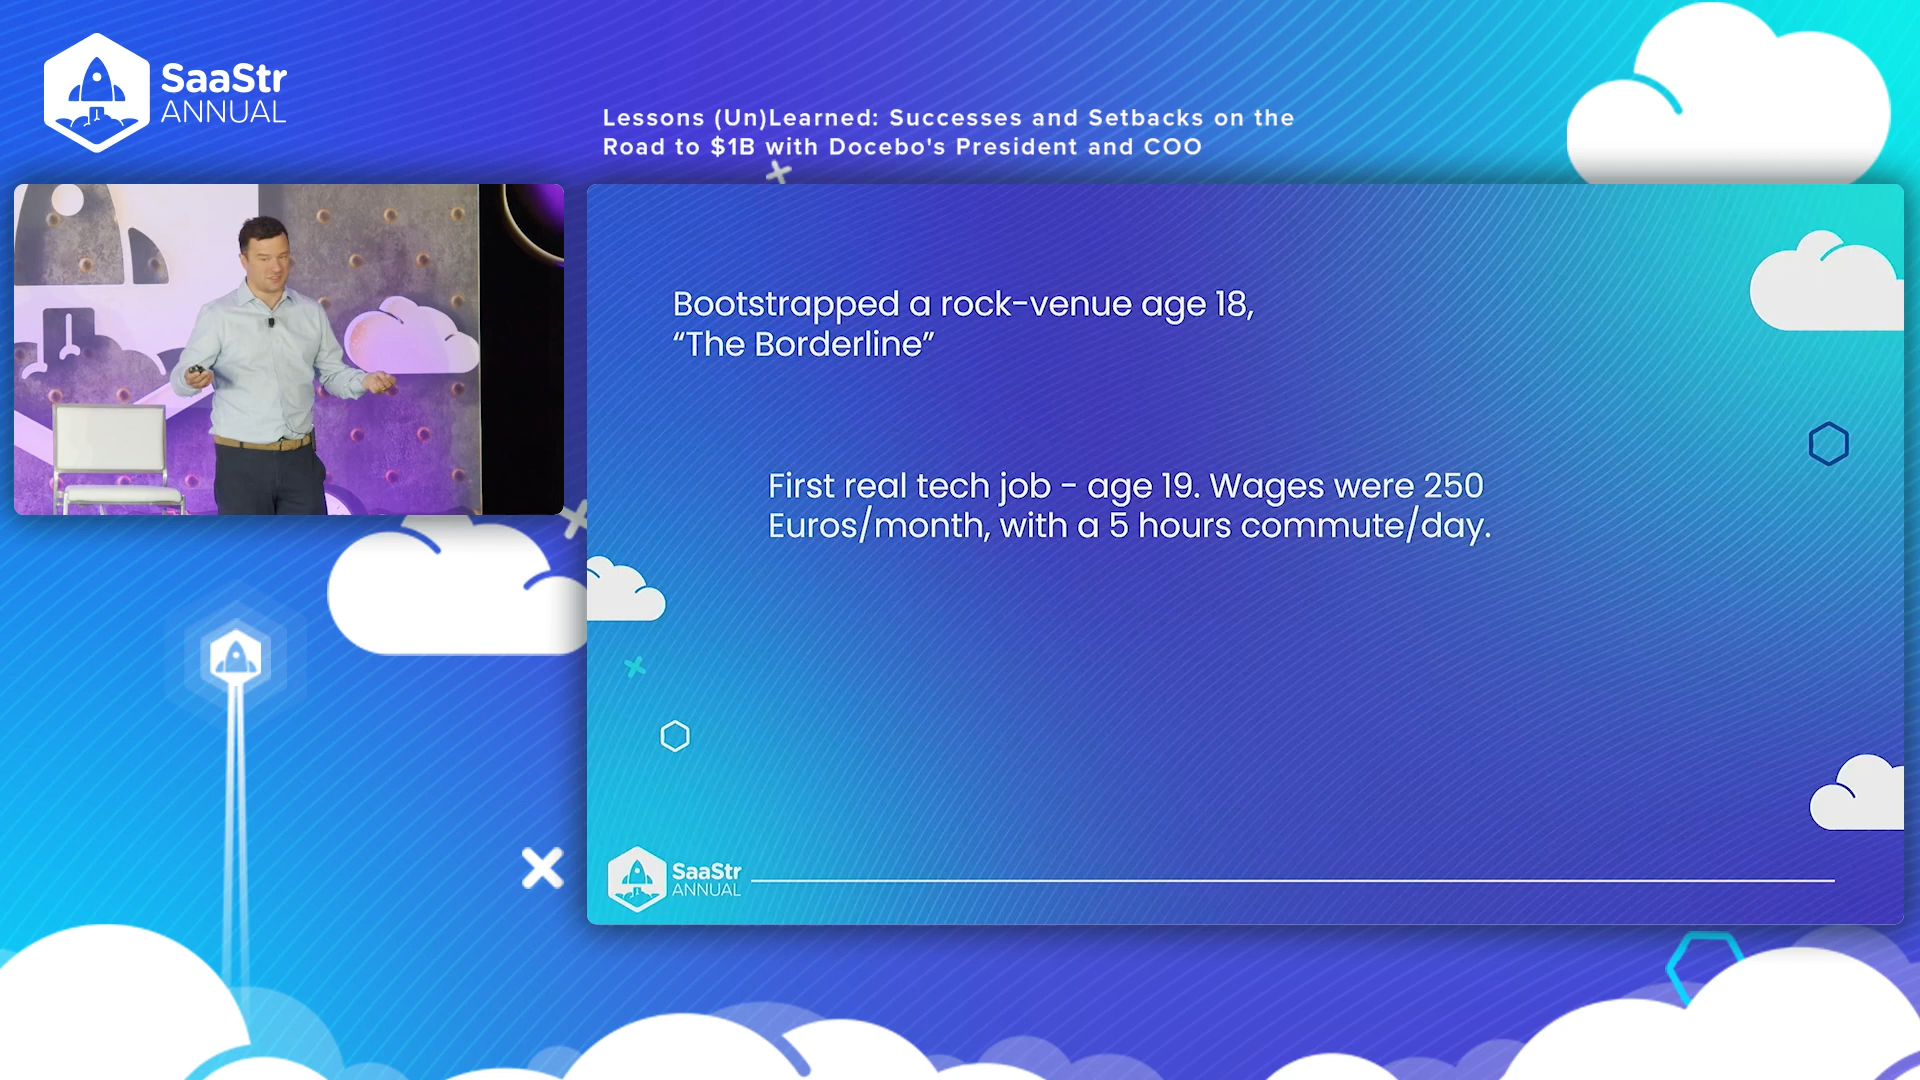 SaaStr
ANNUAL
Lessons (Un)Learned: Successes and Setbacks on the
Road to $1B with Docebo's President and COO
Bootstrapped a rock-venue age 18,
“The Borderline”
First real tech job - age 19. Wages were 250
Euros/month, with a 5 hours commute/day.
SaaStr
ANNUAL